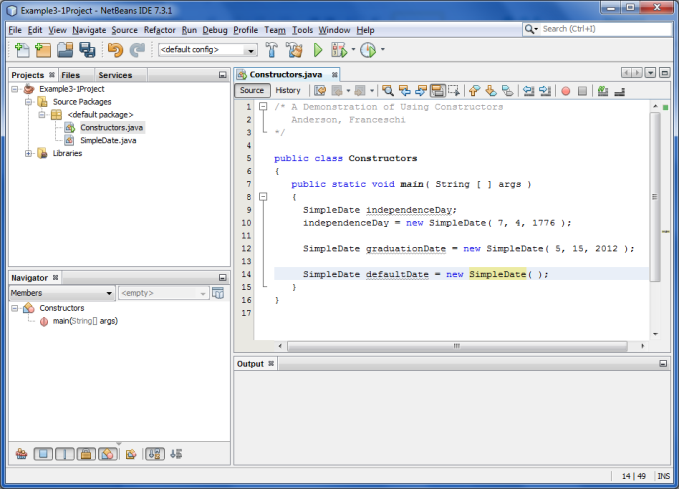 Example3-1Project - NetBeans IDE 7.3.1
File Edit View Navigate Source Refactor Run Debug Profile Team Tools Window Help
Search (Ctrl+I)
<default config>
Projects Files Services
Example3-1Project
Source Packages
<default package>
Constructors.java
SimpleDate.java
Libraries
Navigator
Members <empty>
Constructors
main(String[] args)
Constructors.java
Source History
1 /* A Demonstration of Using Constructors
2 Anderson, Franceschi
3 */
4
5 public class Constructors
6 {
7 public static void main( String [ ] args )
8 {
9 SimpleDate independenceDay;
10 independenceDay = new SimpleDate( 7, 4, 1776 );
11
12 SimpleDate graduationDate = new SimpleDate( 5, 15, 2012 );
13
14 SimpleDate defaultDate = new SimpleDate( );
15 }
16 }
17
Output
14 | 49 INS